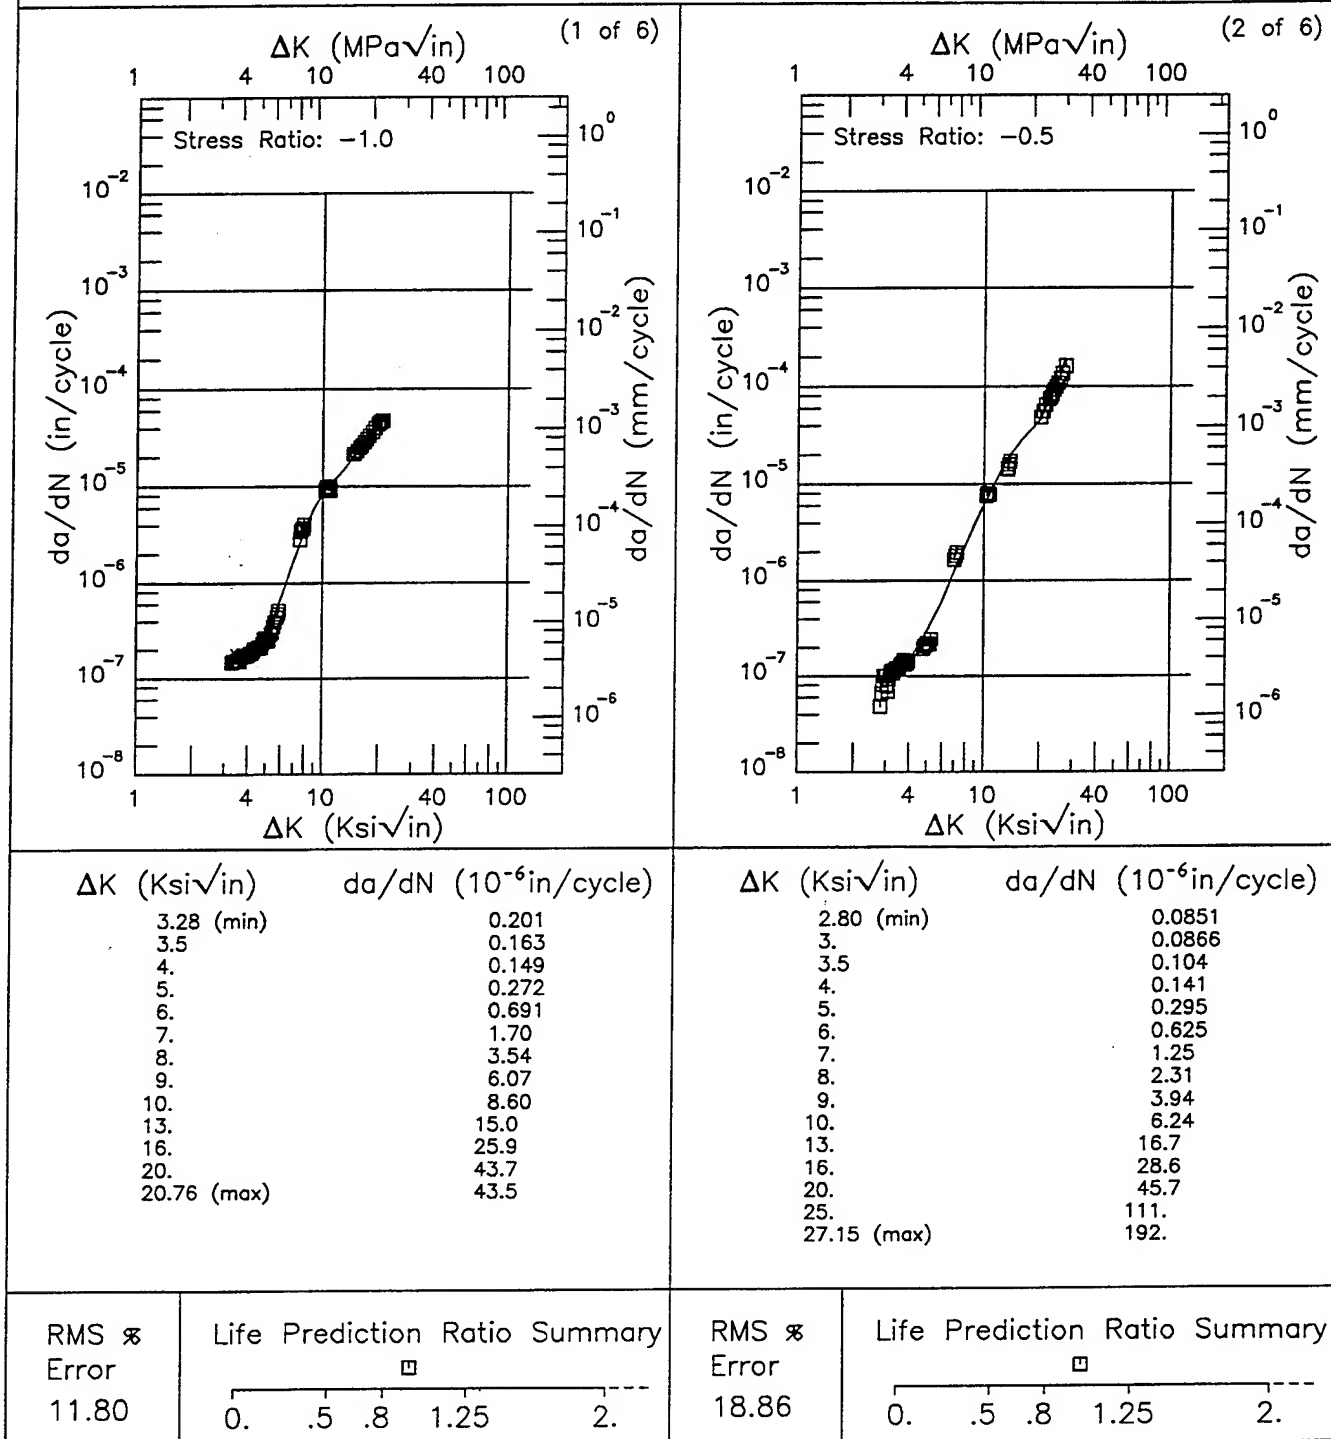 (1 of 6)
ΔK (MPa√in)
1 4 10 40 100
Stress Ratio: -1.0
da/dN (in/cycle)
10⁻²
10⁻³
10⁻⁴
10⁻⁵
10⁻⁶
10⁻⁷
10⁻⁸
10⁰
10⁻¹
10⁻²
10⁻³
10⁻⁴
10⁻⁵
10⁻⁶
da/dN (mm/cycle)
1 4 10 40 100
ΔK (Ksi√in)
ΔK (Ksi√in) da/dN (10⁻⁶in/cycle)
3.28 (min) 0.201
3.5 0.163
4. 0.149
5. 0.272
6. 0.691
7. 1.70
8. 3.54
9. 6.07
10. 8.60
13. 15.0
16. 25.9
20. 43.7
20.76 (max) 43.5
RMS %
Error
11.80
Life Prediction Ratio Summary
0. .5 .8 1.25 2.
(2 of 6)
ΔK (MPa√in)
1 4 10 40 100
Stress Ratio: -0.5
da/dN (in/cycle)
10⁻²
10⁻³
10⁻⁴
10⁻⁵
10⁻⁶
10⁻⁷
10⁻⁸
10⁰
10⁻¹
10⁻²
10⁻³
10⁻⁴
10⁻⁵
10⁻⁶
da/dN (mm/cycle)
1 4 10 40 100
ΔK (Ksi√in)
ΔK (Ksi√in) da/dN (10⁻⁶in/cycle)
2.80 (min) 0.0851
3. 0.0866
3.5 0.104
4. 0.141
5. 0.295
6. 0.625
7. 1.25
8. 2.31
9. 3.94
10. 6.24
13. 16.7
16. 28.6
20. 45.7
25. 111.
27.15 (max) 192.
RMS %
Error
18.86
Life Prediction Ratio Summary
0. .5 .8 1.25 2.